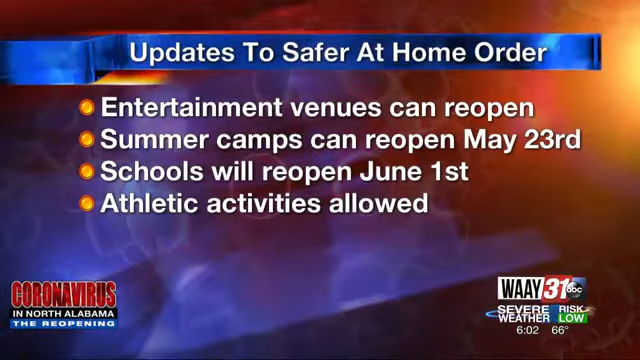 Updates To Safer At Home Order
Entertainment venues can reopen
Summer camps can reopen May 23rd
Schools will reopen June 1st
Athletic activities allowed
CORONAVIRUS
IN NORTH ALABAMA
THE REOPENING
WAAY 31 abc
SEVERE WEATHER RISK LOW
6:02 66°